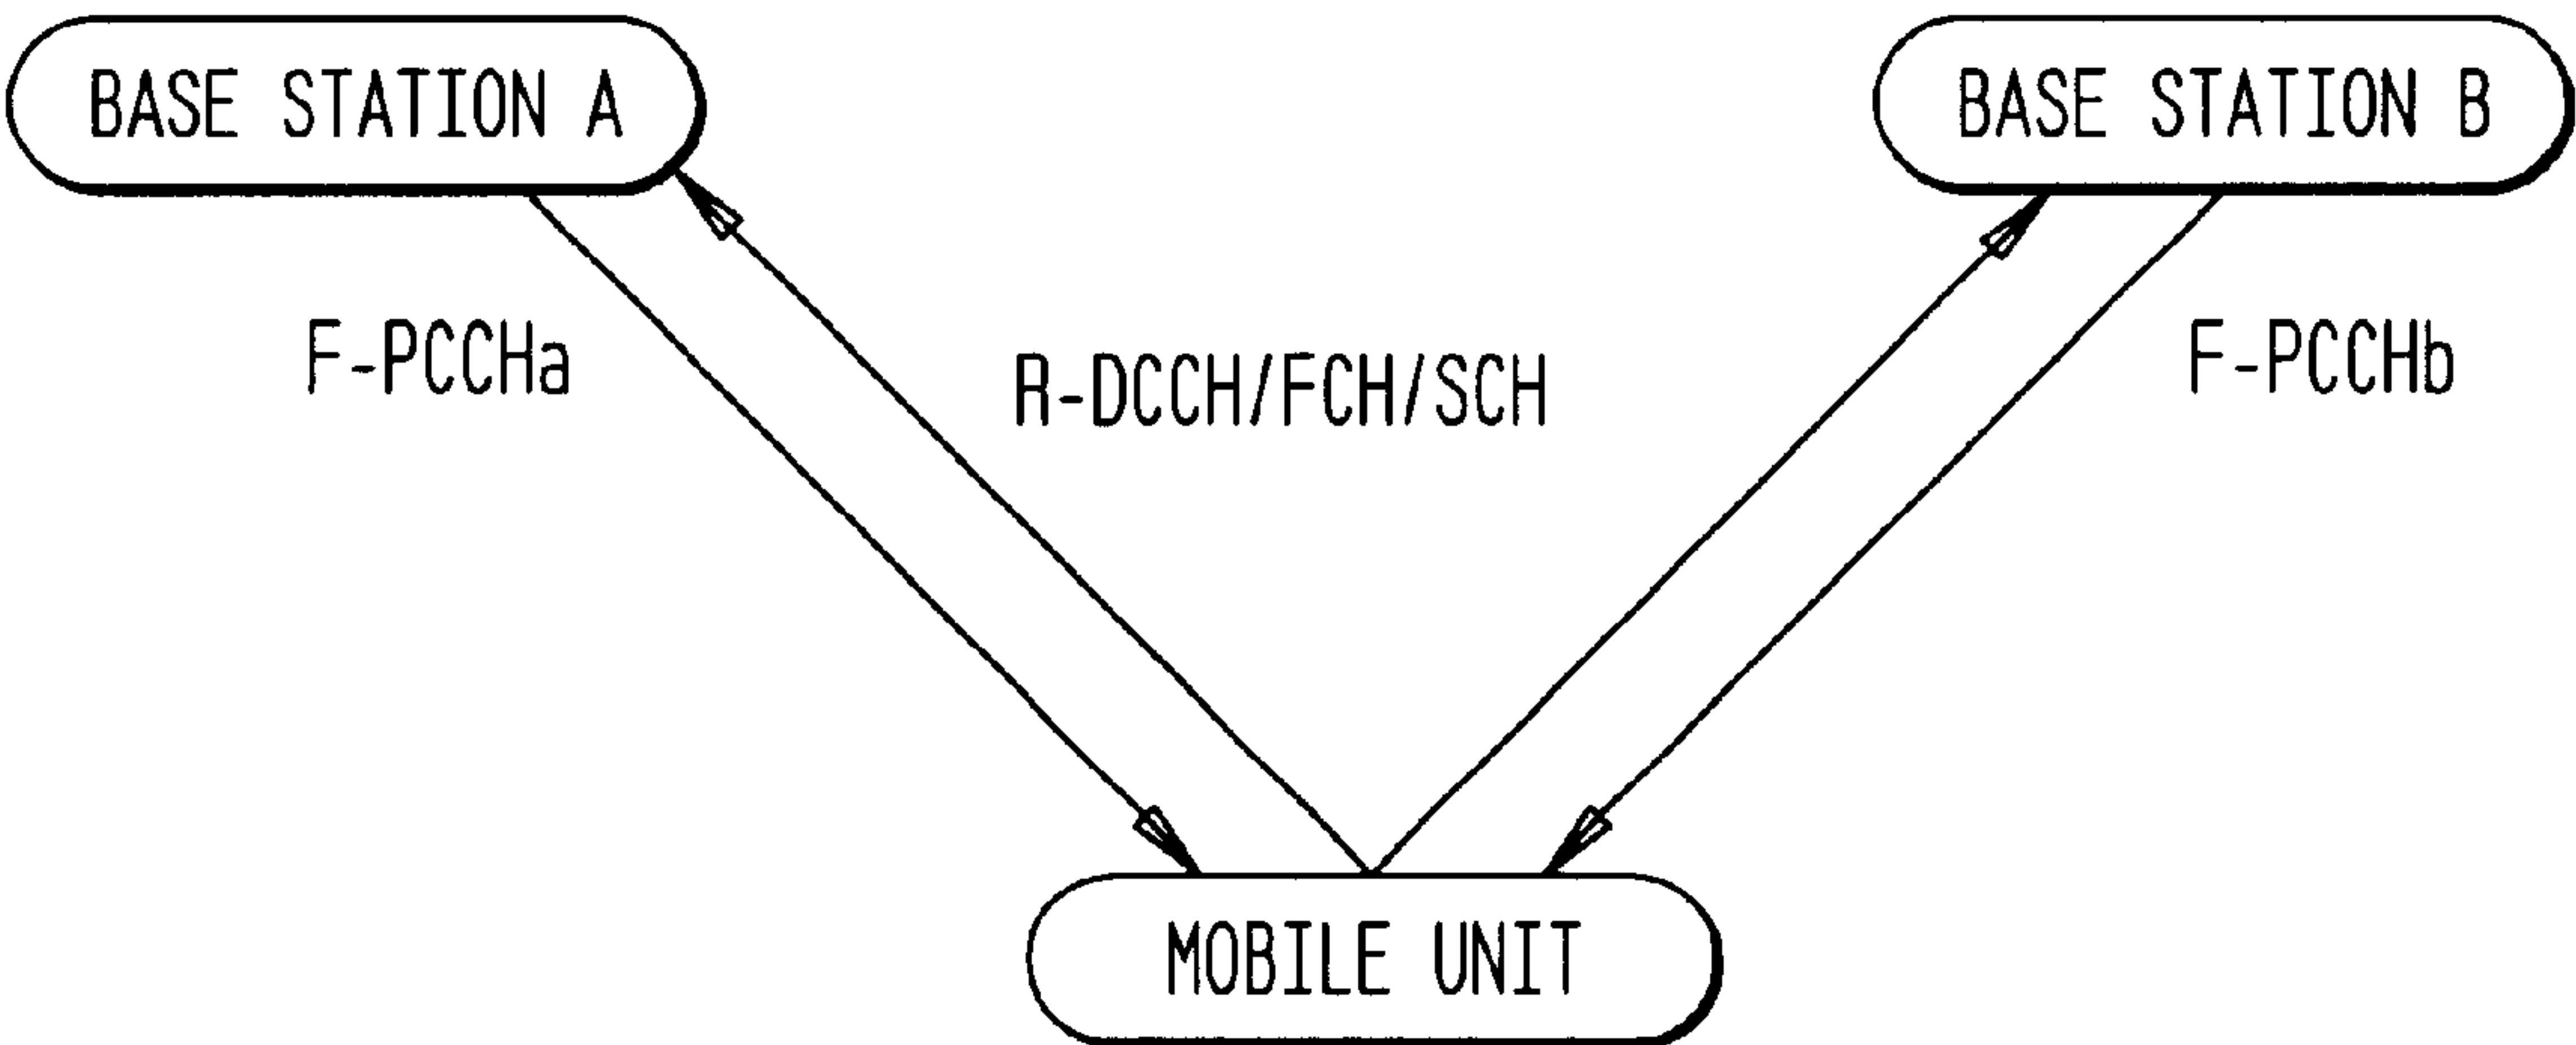 BASE STATION A
BASE STATION B
F-PCCHa
R-DCCH/FCH/SCH
F-PCCHb
MOBILE UNIT